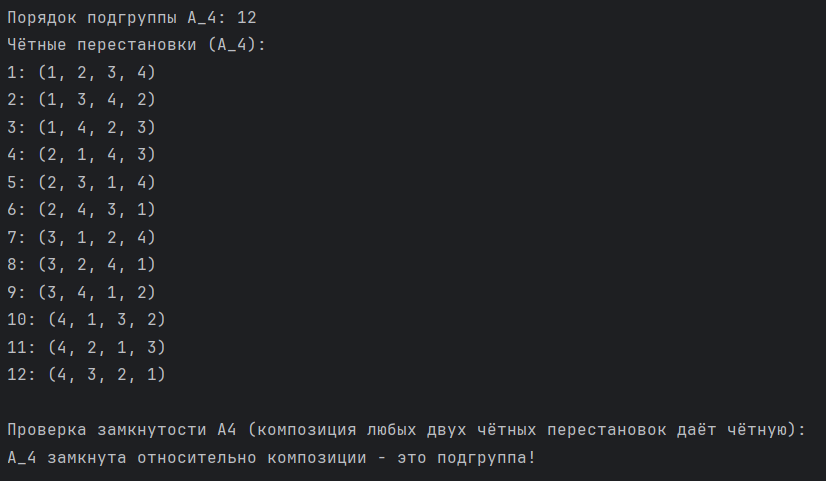 Порядок подгруппы A_4: 12
Чётные перестановки (A_4):
1: (1, 2, 3, 4)
2: (1, 3, 4, 2)
3: (1, 4, 2, 3)
4: (2, 1, 4, 3)
5: (2, 3, 1, 4)
6: (2, 4, 3, 1)
7: (3, 1, 2, 4)
8: (3, 2, 4, 1)
9: (3, 4, 1, 2)
10: (4, 1, 3, 2)
11: (4, 2, 1, 3)
12: (4, 3, 2, 1)
Проверка замкнутости A4 (композиция любых двух чётных перестановок даёт чётную):
A_4 замкнута относительно композиции - это подгруппа!